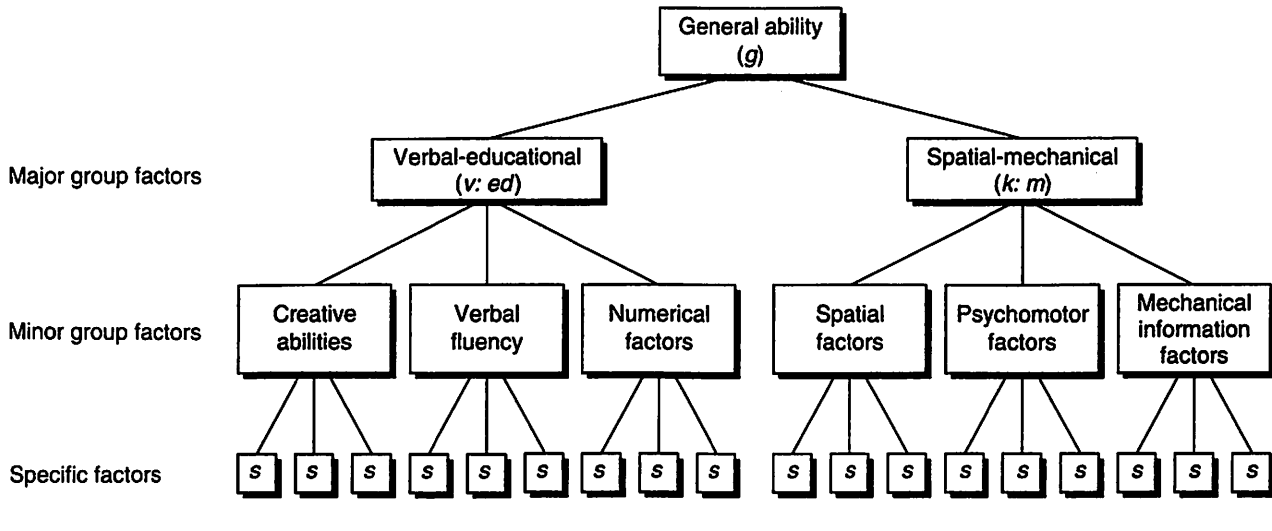 General ability
(g)
Major group factors
Verbal-educational
(v: ed)
Spatial-mechanical
(k: m)
Minor group factors
Creative
abilities
Verbal
fluency
Numerical
factors
Spatial
factors
Psychomotor
factors
Mechanical
information
factors
Specific factors
s s s s s s s s s s s s s s s s s s